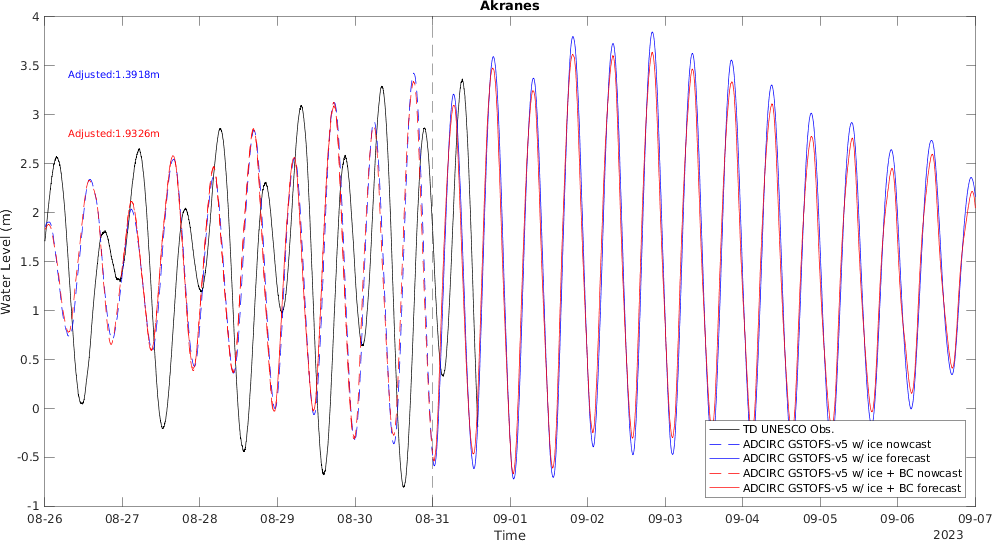 Akranes
4
3.5
3
2.5
2
1.5
1
0.5
0
-0.5
-1
Water Level (m)
Adjusted:1.3918m
Adjusted:1.9326m
TD UNESCO Obs.
ADCIRC GSTOFS-v5 w/ ice nowcast
ADCIRC GSTOFS-v5 w/ ice forecast
ADCIRC GSTOFS-v5 w/ ice + BC nowcast
ADCIRC GSTOFS-v5 w/ ice + BC forecast
08-26 08-27 08-28 08-29 08-30 08-31 09-01 09-02 09-03 09-04 09-05 09-06 09-07
Time
2023